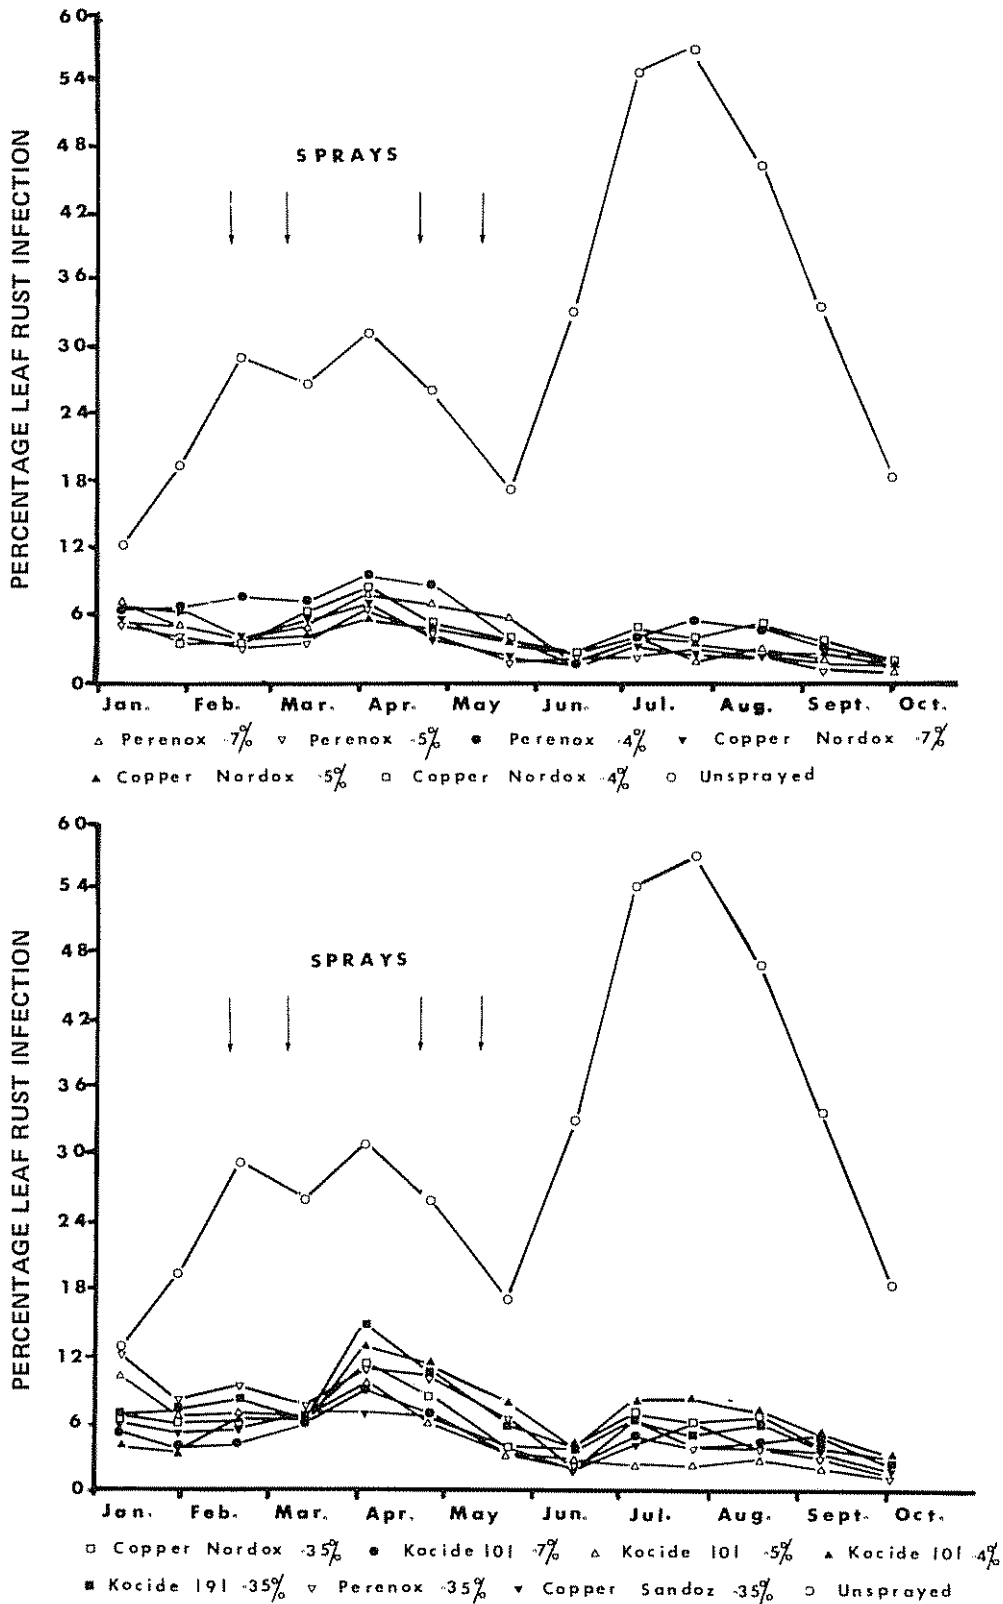 PERCENTAGE LEAF RUST INFECTION
60
54
48
42
36
30
24
18
12
6
0
SPRAYS
Jan. Feb. Mar. Apr. May Jun. Jul. Aug. Sept. Oct.
△ Perenox ·7% ▽ Perenox ·5% ● Perenox ·4% ▼ Copper Nordox ·7%
▲ Copper Nordox ·5% □ Copper Nordox ·4% ○ Unsprayed
PERCENTAGE LEAF RUST INFECTION
60
54
48
42
36
30
24
18
12
6
0
SPRAYS
Jan. Feb. Mar. Apr. May Jun. Jul. Aug. Sept. Oct.
□ Copper Nordox ·35% ● Kocide 101 ·7% △ Kocide 101 ·5% ▲ Kocide 101 ·4%
■ Kocide 191 ·35% ▽ Perenox ·35% ▼ Copper Sandoz ·35% ○ Unsprayed